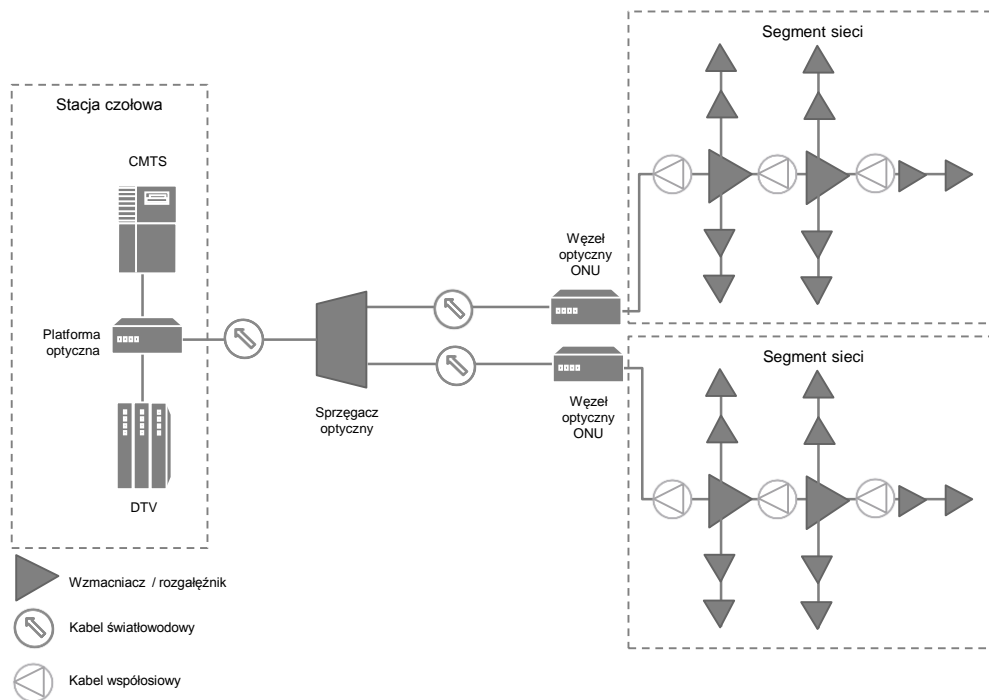 Segment sieci
Stacja czołowa
CMTS
Węzeł
optyczny
ONU
Platforma
optyczna
Segment sieci
Sprzęgacz
optyczny
Węzeł
optyczny
ONU
DTV
Wzmacniacz / rozgałęźnik
Kabel światłowodowy
Kabel współosiowy